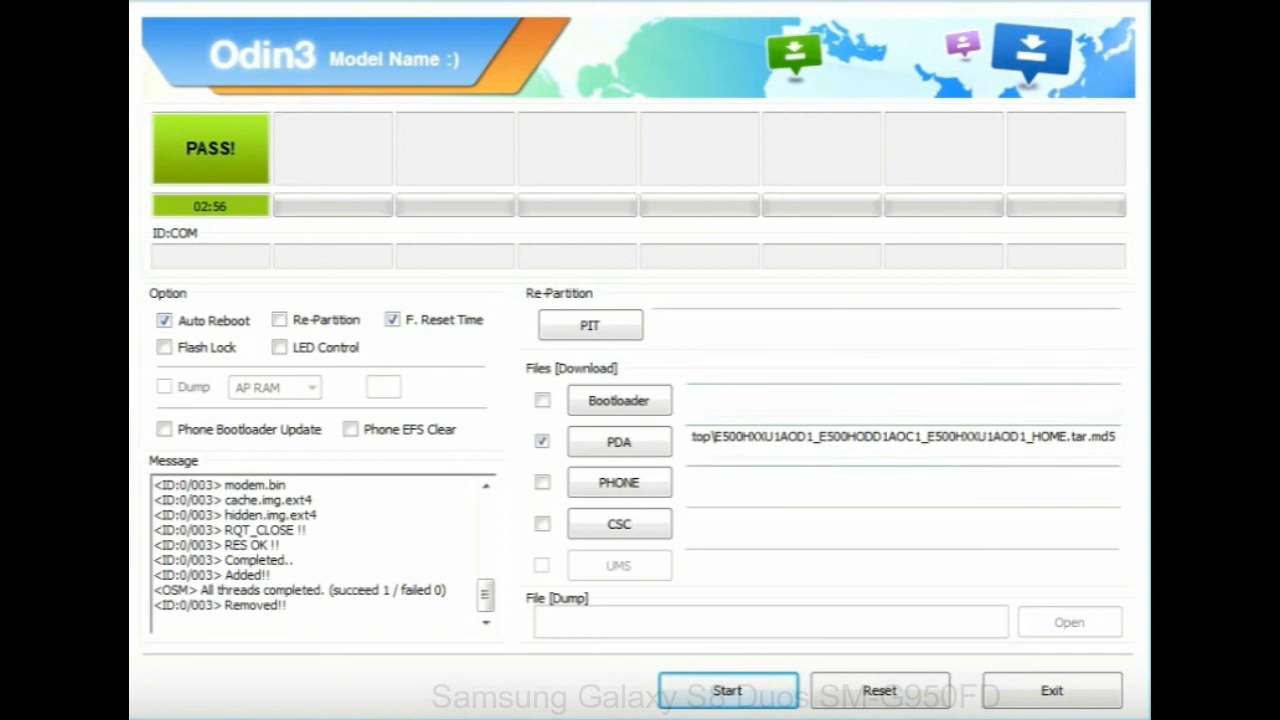 Odin3 Model Name :)
PASS!
02:56
ID:COM
Option
Auto Reboot Re-Partition F. Reset Time
Flash Lock LED Control
Dump AP RAM
Phone Bootloader Update Phone EFS Clear
Message
<ID:0/003> modem.bin
<ID:0/003> cache.img.ext4
<ID:0/003> hidden.img.ext4
<ID:0/003> RQT_CLOSE !!
<ID:0/003> RES OK !!
<ID:0/003> Completed..
<ID:0/003> Added!!
<OSM> All threads completed. (succeed 1 / failed 0)
<ID:0/003> Removed!!
Re-Partition
PIT
Files [Download]
Bootloader
PDA top\E500HXXU1AOD1_E500HODD1AOC1_E500HXXU1AOD1_HOME.tar.md5
PHONE
CSC
UMS
File [Dump]
Open
Start Reset Exit
Samsung Galaxy S8 Duos SM-G950FD